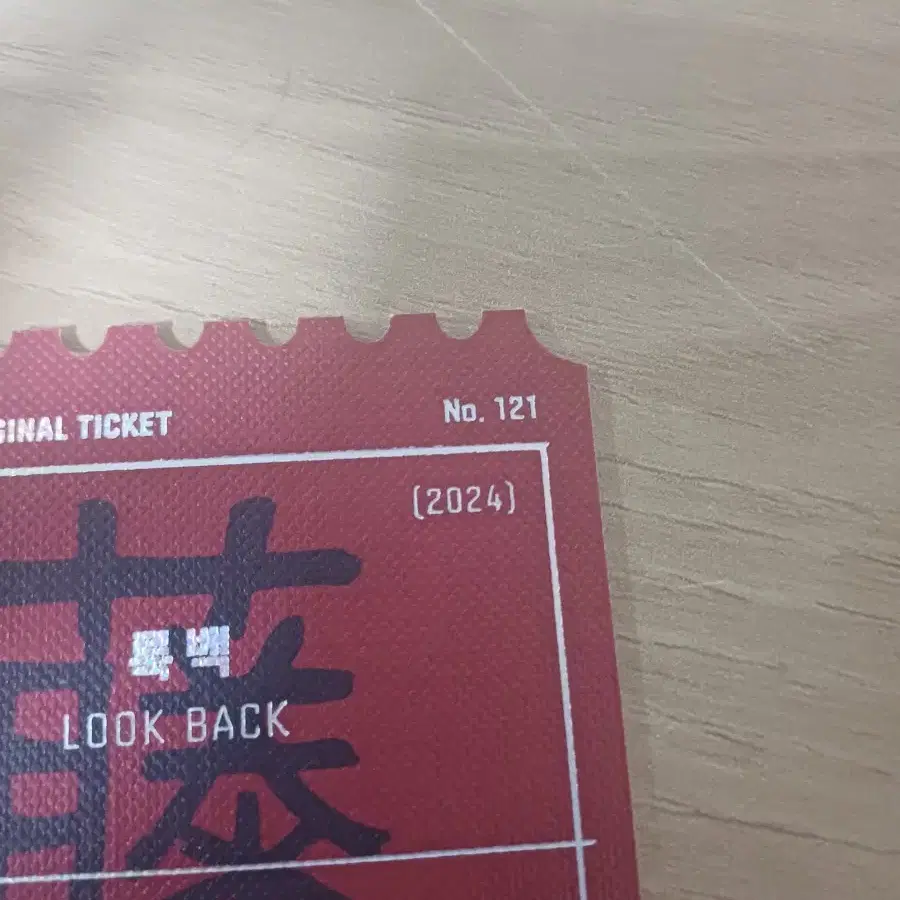 GINAL TICKET
No. 121
(2024)
룩백
LOOK BACK